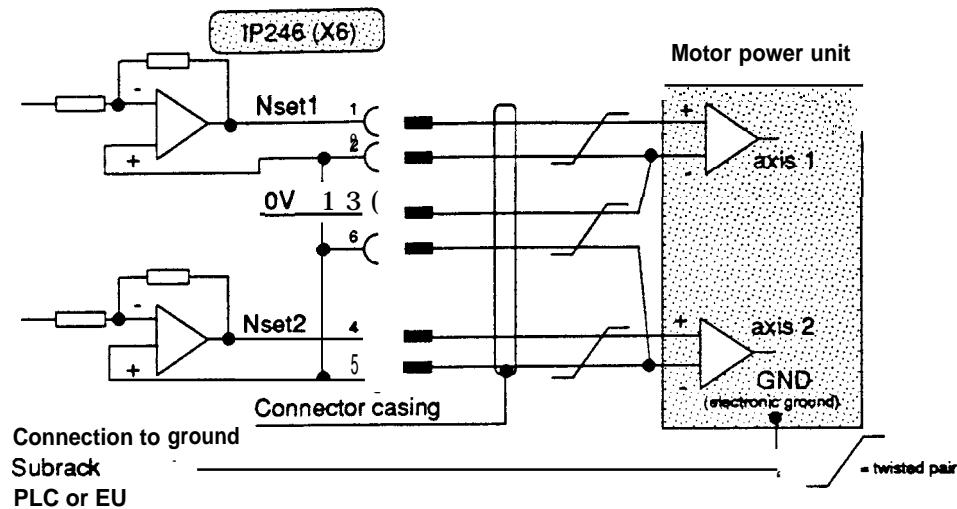 1P246 (X6)
Motor power unit
-
+
Nset1
1
2
+
-
axis 1
0V 1 3 (
6
-
+
Nset2
4
5
+
-
axis 2
GND
(electronic ground)
Connector casing
Connection to ground
Subrack
PLC or EU
= twisted pair